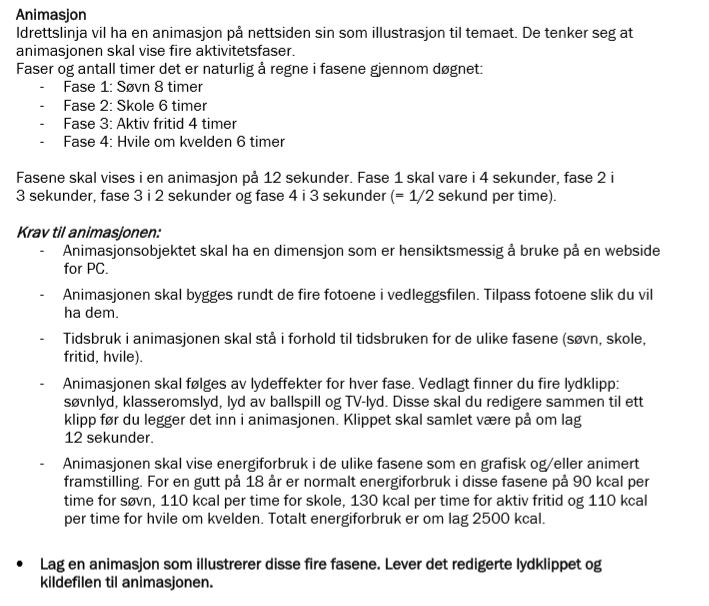 Animasjon
Idrettslinja vil ha en animasjon på nettsiden sin som illustrasjon til temaet. De tenker seg at
animasjonen skal vise fire aktivitetsfaser.
Faser og antall timer det er naturlig å regne i fasene gjennom døgnet:
- Fase 1: Søvn 8 timer
- Fase 2: Skole 6 timer
- Fase 3: Aktiv fritid 4 timer
- Fase 4: Hvile om kvelden 6 timer
Fasene skal vises i en animasjon på 12 sekunder. Fase 1 skal vare i 4 sekunder, fase 2 i
3 sekunder, fase 3 i 2 sekunder og fase 4 i 3 sekunder (= 1/2 sekund per time).
Krav til animasjonen:
- Animasjonsobjektet skal ha en dimensjon som er hensiktsmessig å bruke på en webside
for PC.
- Animasjonen skal bygges rundt de fire fotoene i vedleggsfilen. Tilpass fotoene slik du vil
ha dem.
- Tidsbruk i animasjonen skal stå i forhold til tidsbruken for de ulike fasene (søvn, skole,
fritid, hvile).
- Animasjonen skal følges av lydeffekter for hver fase. Vedlagt finner du fire lydklipp:
søvnlyd, klasseromslyd, lyd av ballspill og TV-lyd. Disse skal du redigere sammen til ett
klipp før du legger det inn i animasjonen. Klippet skal samlet være på om lag
12 sekunder.
- Animasjonen skal vise energiforbruk i de ulike fasene som en grafisk og/eller animert
framstilling. For en gutt på 18 år er normalt energiforbruk i disse fasene på 90 kcal per
time for søvn, 110 kcal per time for skole, 130 kcal per time for aktiv fritid og 110 kcal
per time for hvile om kvelden. Totalt energiforbruk er om lag 2500 kcal.
• Lag en animasjon som illustrerer disse fire fasene. Lever det redigerte lydklippet og
kildefilen til animasjonen.